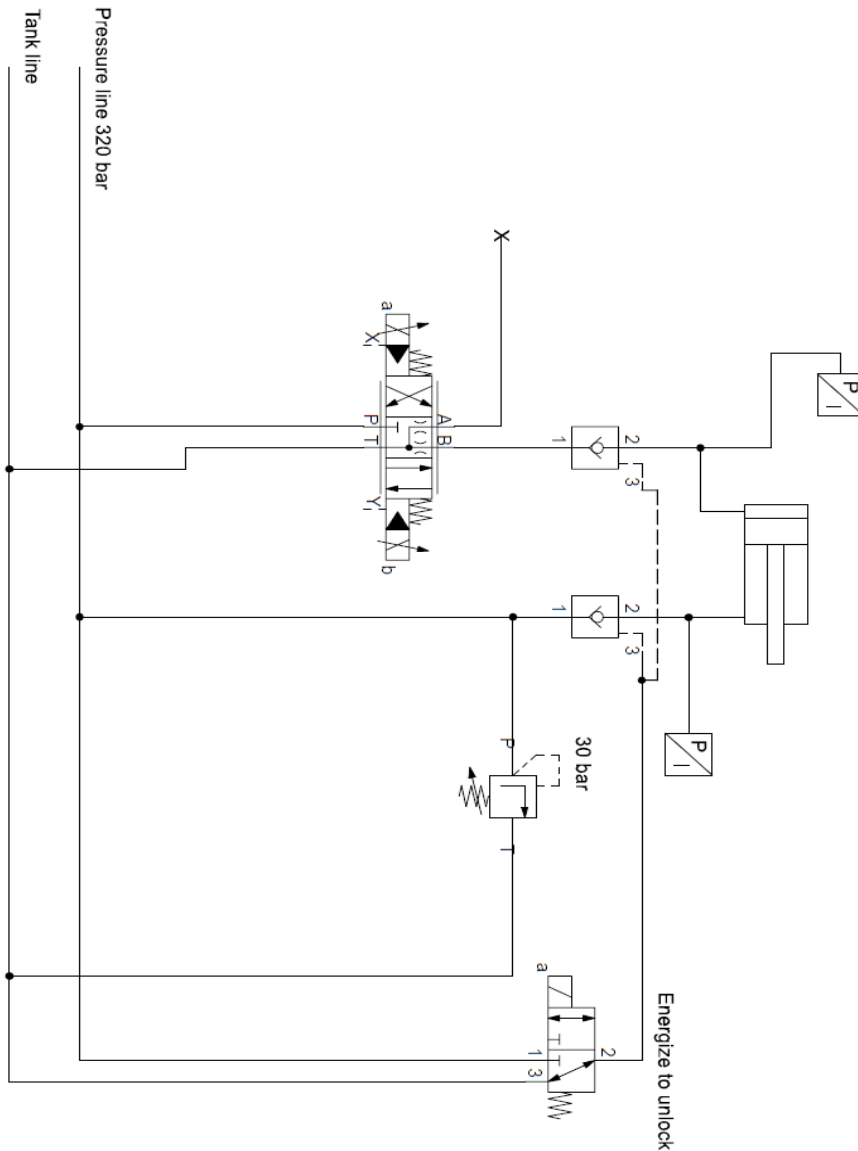 P
I
P
I
Energize to unlock
2
3
2
3
2
30 bar
1
1
a
1
3
P
T
X
A
B
a
X
P
T
Y
b
Pressure line 320 bar
Tank line